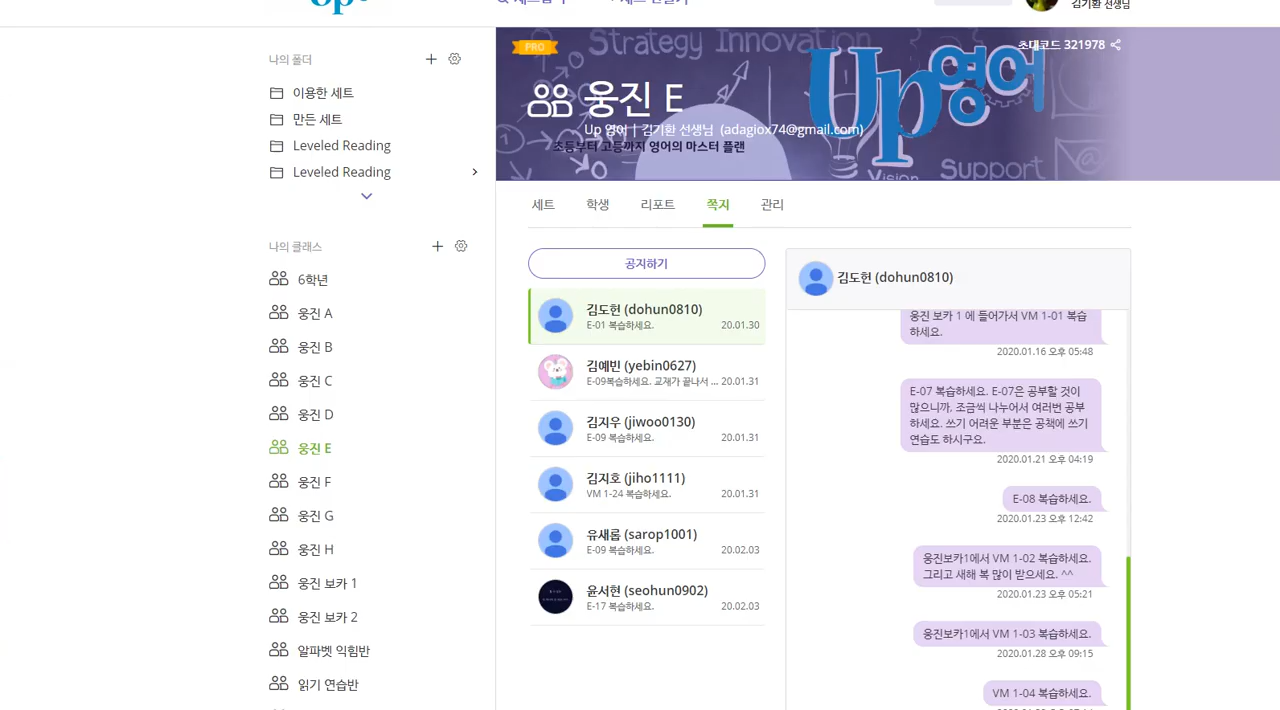 김기환 선생님
나의 폴더
이용한 세트
만든 세트
Leveled Reading
Leveled Reading
나의 클래스
6학년
웅진 A
웅진 B
웅진 C
웅진 D
웅진 E
웅진 F
웅진 G
웅진 H
웅진 보카 1
웅진 보카 2
알파벳 익힘반
읽기 연습반
Strategy Innovation
PRO
초대코드 321978
웅진 E
Up영어
Up 영어 | 김기환 선생님 (adagiox74@gmail.com)
초등부터 고등까지 영어의 마스터 플랜
Vision
Support
세트 학생 리포트 쪽지 관리
공지하기
김도현 (dohun0810)
E-01 복습하세요. 20.01.30
김예빈 (yebin0627)
E-09복습하세요. 교재가 끝나서 ... 20.01.31
김지우 (jiwoo0130)
E-09 복습하세요. 20.01.31
김지호 (jiho1111)
VM 1-24 복습하세요. 20.01.31
유새롭 (sarop1001)
E-09 복습하세요. 20.02.03
윤서현 (seohun0902)
E-17 복습하세요. 20.02.03
김도현 (dohun0810)
웅진 보카 1 에 들어가서 VM 1-01 복습
하세요.
2020.01.16 오후 05:48
E-07 복습하세요. E-07은 공부할 것이
많으니까, 조금씩 나누어서 여러번 공부
하세요. 쓰기 어려운 부분은 공책에 쓰기
연습도 하시구요.
2020.01.21 오후 04:19
E-08 복습하세요.
2020.01.23 오후 12:42
웅진보카1에서 VM 1-02 복습하세요.
그리고 새해 복 많이 받으세요. ^^
2020.01.23 오후 05:21
웅진보카1에서 VM 1-03 복습하세요.
2020.01.28 오후 09:15
VM 1-04 복습하세요.